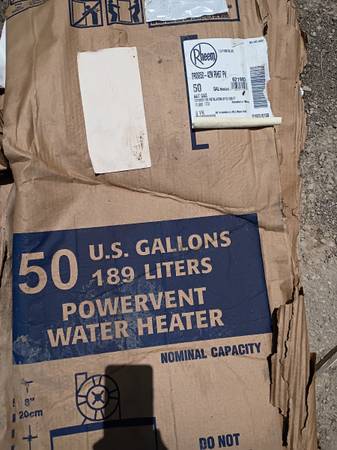 Rheem
50
50 U.S. GALLONS
189 LITERS
POWERVENT
WATER HEATER
NOMINAL CAPACITY
8"
20cm
DO NOT